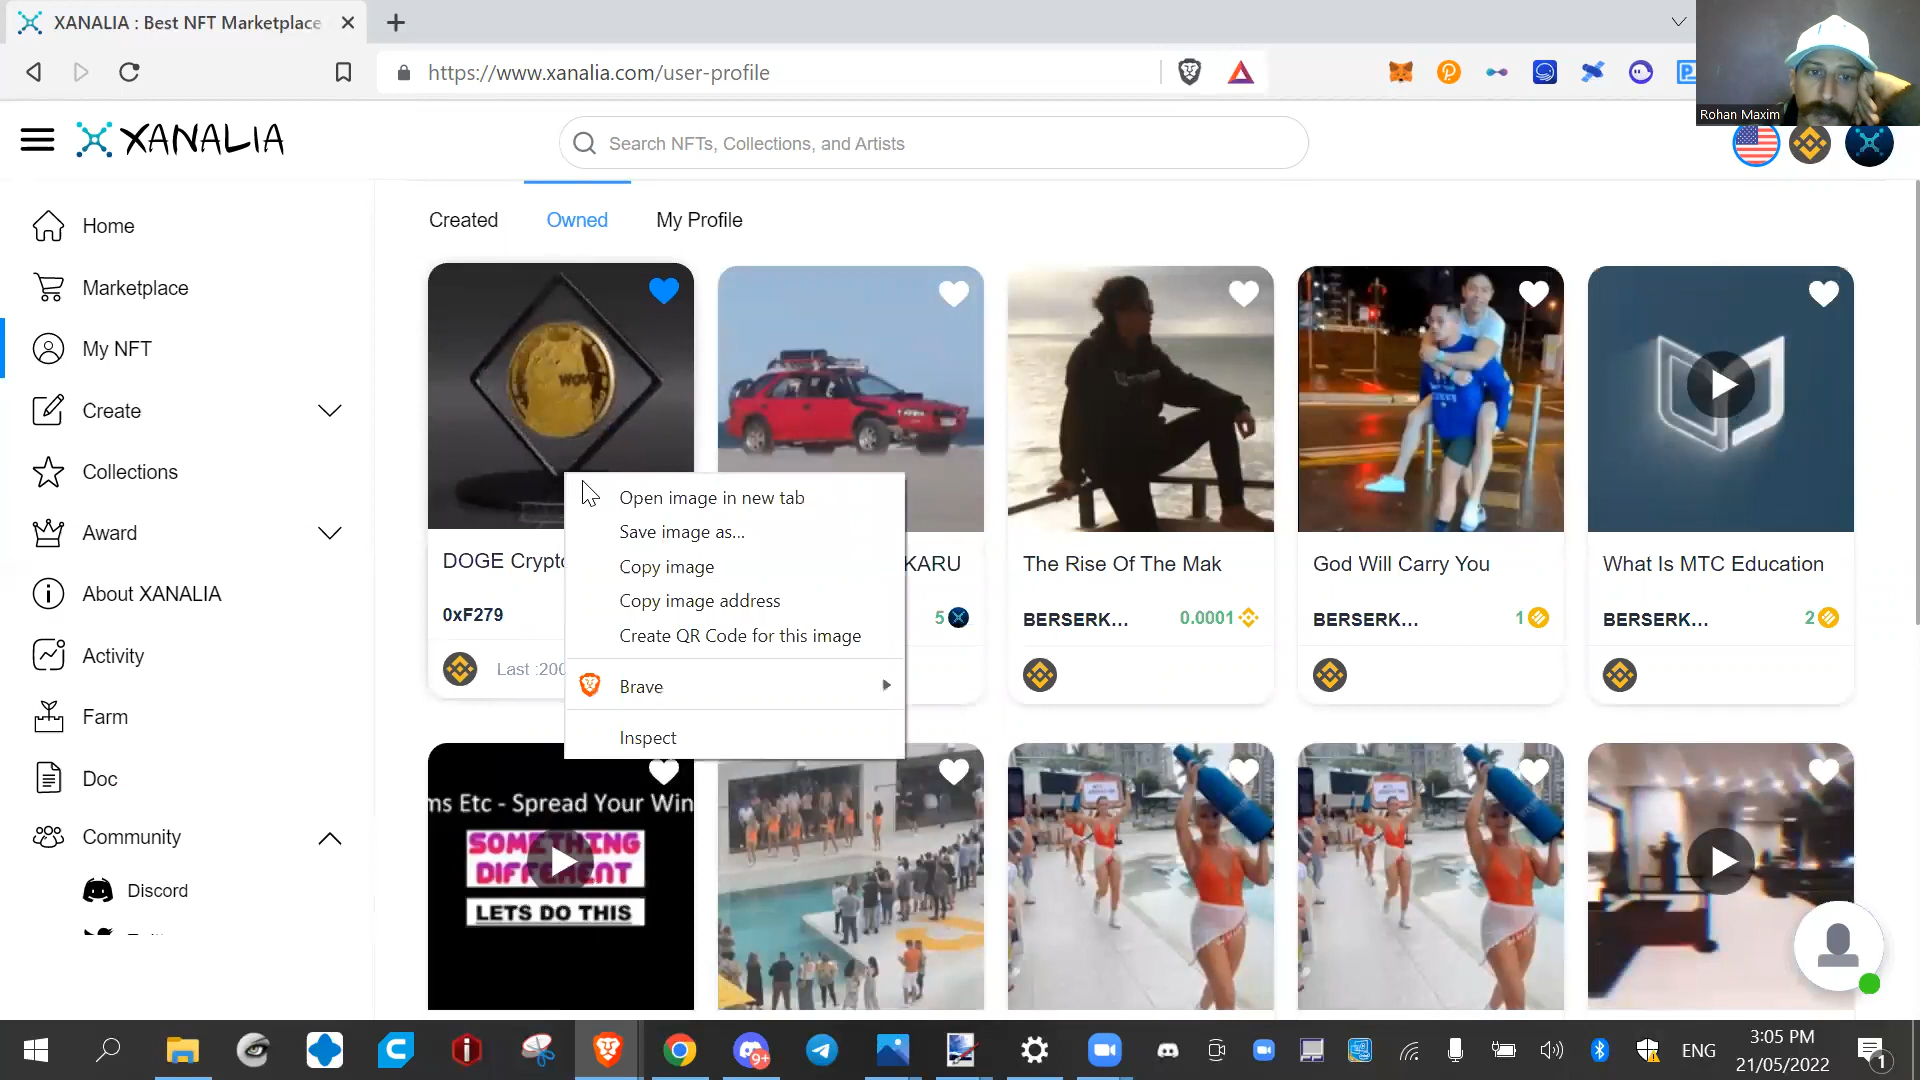 XANALIA : Best NFT Marketplace
https://www.xanalia.com/user-profile
Rohan Maxim
XANALIA
Search NFTs, Collections, and Artists
Home
Marketplace
My NFT
Create
Collections
Award
About XANALIA
Activity
Farm
Doc
Community
Discord
Created
Owned
My Profile
WOW
DOGE Crypto
0xF279
Last :200
KARU
5
The Rise Of The Mak
BERSERK...
0.0001
God Will Carry You
BERSERK...
1
What Is MTC Education
BERSERK...
2
Open image in new tab
Save image as...
Copy image
Copy image address
Create QR Code for this image
Brave
Inspect
ms Etc - Spread Your Win
SOMETHING
DIFFERENT
LETS DO THIS
9+
ENG
3:05 PM
21/05/2022
1